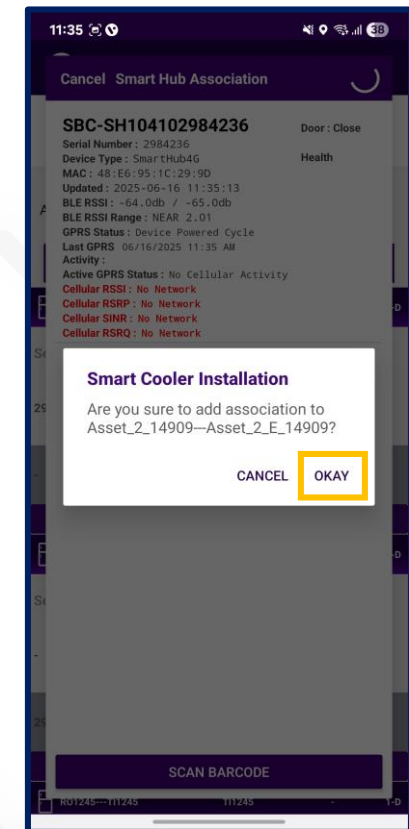 11:35
38
Cancel Smart Hub Association
SBC-SH104102984236
Door : Close
Serial Number : 2984236
Device Type : SmartHub4G
Health
MAC : 48:E6:95:1C:29:9D
Updated : 2025-06-16 11:35:13
BLE RSSI : -64.0db / -65.0db
BLE RSSI Range : NEAR 2.01
GPRS Status : Device Powered Cycle
Last GPRS 06/16/2025 11:35 AM
Activity :
Active GPRS Status : No Cellular Activity
Cellular RSSI : No Network
Cellular RSRP : No Network
Cellular SINR : No Network
Cellular RSRQ : No Network
Smart Cooler Installation
Are you sure to add association to
Asset_2_14909---Asset_2_E_14909?
CANCEL OKAY
SCAN BARCODE
RO1245---TI1245 TI1245 - T-D